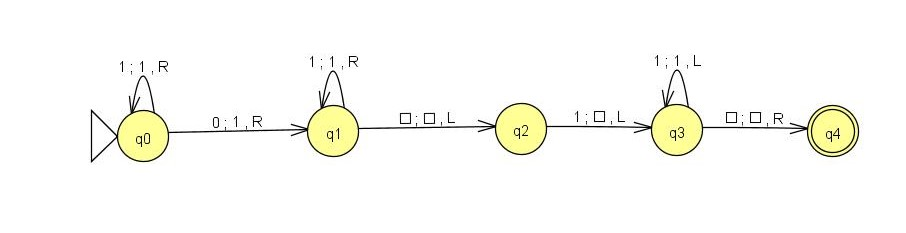 1 ; 1 , R
1 ; 1 , R
1 ; 1 , L
0 ; 1 , R
□ ; □ , L
1 ; □ , L
□ ; □ , R
q0
q1
q2
q3
q4